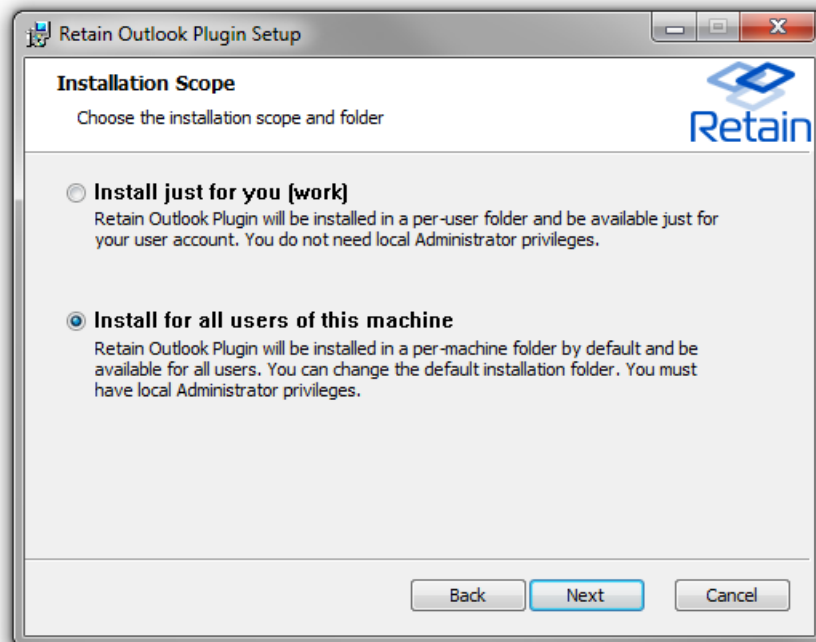 Retain Outlook Plugin Setup
Installation Scope
Choose the installation scope and folder
Retain
Install just for you (work)
Retain Outlook Plugin will be installed in a per-user folder and be available just for
your user account. You do not need local Administrator privileges.
Install for all users of this machine
Retain Outlook Plugin will be installed in a per-machine folder by default and be
available for all users. You can change the default installation folder. You must
have local Administrator privileges.
Back Next Cancel